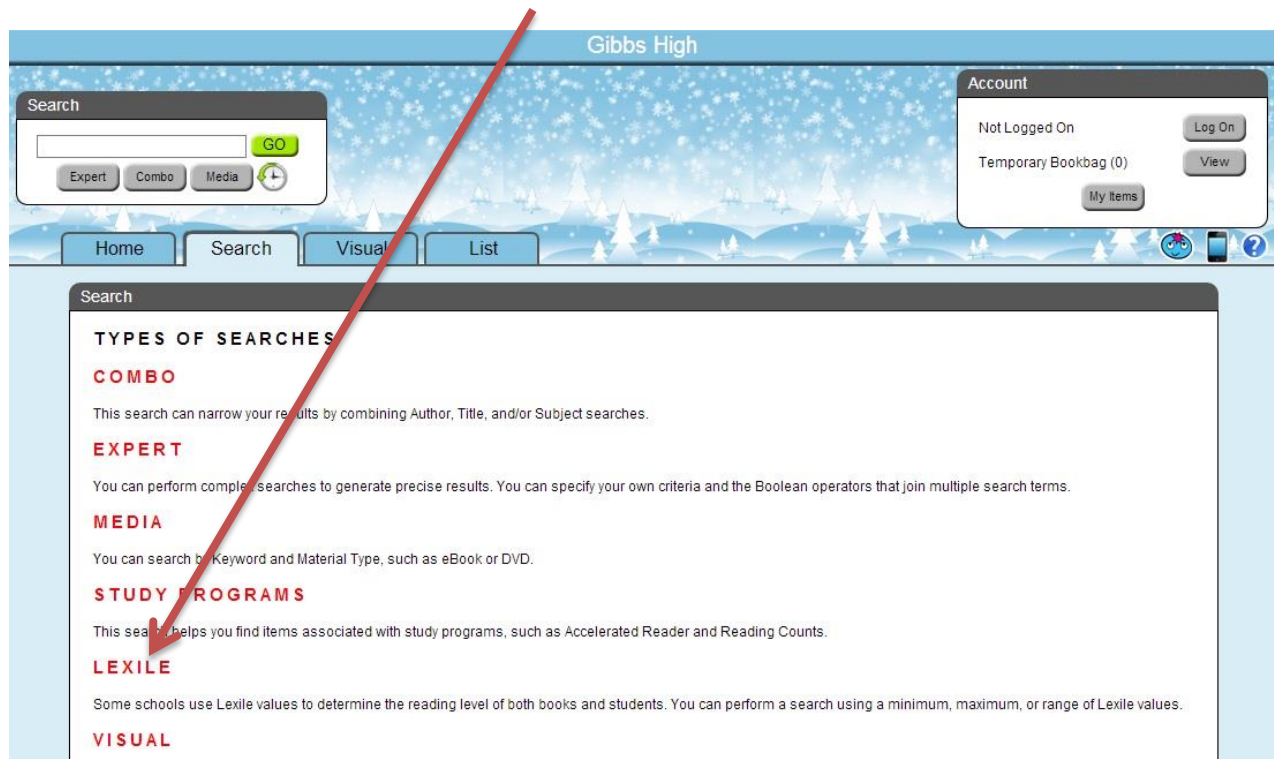 Gibbs High
Search
GO
Expert Combo Media
Account
Not Logged On Log On
Temporary Bookbag (0) View
My Items
Home Search Visual List
?
Search
TYPES OF SEARCHES
COMBO
This search can narrow your results by combining Author, Title, and/or Subject searches.
EXPERT
You can perform complex searches to generate precise results. You can specify your own criteria and the Boolean operators that join multiple search terms.
MEDIA
You can search by Keyword and Material Type, such as eBook or DVD.
STUDY PROGRAMS
This search helps you find items associated with study programs, such as Accelerated Reader and Reading Counts.
LEXILE
Some schools use Lexile values to determine the reading level of both books and students. You can perform a search using a minimum, maximum, or range of Lexile values.
VISUAL